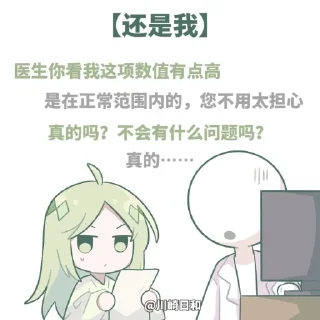 【还是我】
医生你看我这项数值有点高
是在正常范围内的，您不用太担心
真的吗？不会有什么问题吗？
真的……
@川崎日和